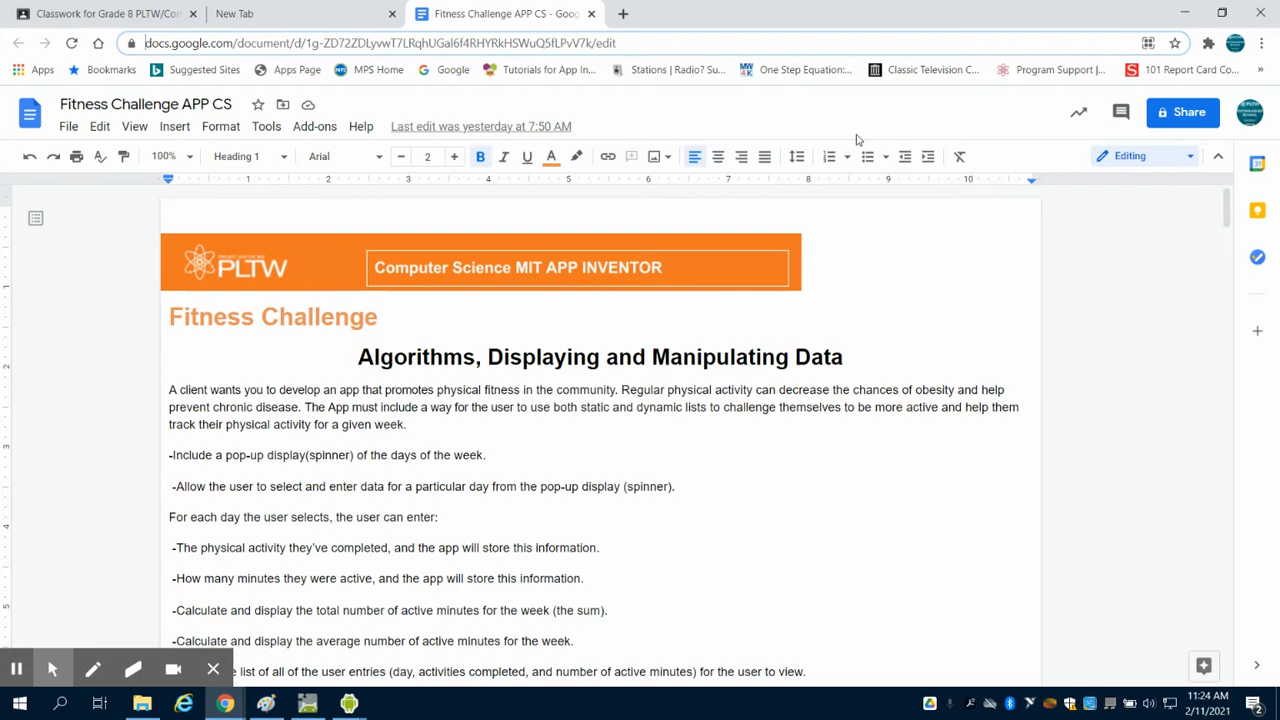 Classwork for Grade 8 PLTW/Con
New Tab
Fitness Challenge APP CS - Goog
docs.google.com/document/d/1g-ZD72ZDLyvwT7LRqhUGal6f4RHYRkHSWuQ5fLPvV7k/edit
Apps
Bookmarks
Suggested Sites
Apps Page
MPS Home
Google
Tutorials for App In...
Stations | Radio? Su...
One Step Equation:...
Classic Television C...
Program Support |...
101 Report Card Co...
Fitness Challenge APP CS
File Edit View Insert Format Tools Add-ons Help
Last edit was yesterday at 7:50 AM
Share
100%
Heading 1
Arial
2
B I U A
Editing
1 2 3 4 5 6 7 8 9 10
PLTW
Computer Science MIT APP INVENTOR
Fitness Challenge
Algorithms, Displaying and Manipulating Data
A client wants you to develop an app that promotes physical fitness in the community. Regular physical activity can decrease the chances of obesity and help
prevent chronic disease. The App must include a way for the user to use both static and dynamic lists to challenge themselves to be more active and help them
track their physical activity for a given week.
-Include a pop-up display(spinner) of the days of the week.
-Allow the user to select and enter data for a particular day from the pop-up display (spinner).
For each day the user selects, the user can enter:
-The physical activity they've completed, and the app will store this information.
-How many minutes they were active, and the app will store this information.
-Calculate and display the total number of active minutes for the week (the sum).
-Calculate and display the average number of active minutes for the week.
list of all of the user entries (day, activities completed, and number of active minutes) for the user to view.
11:24 AM
2/11/2021